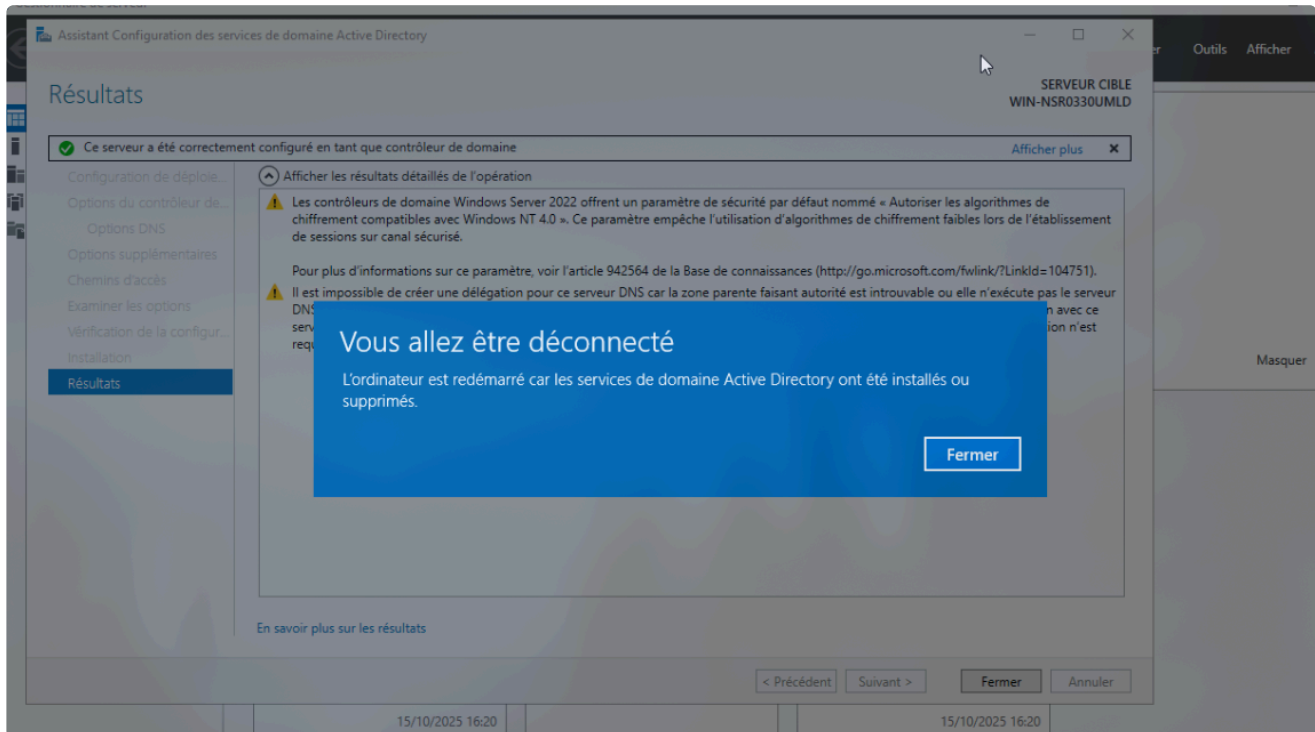 Assistant Configuration des services de domaine Active Directory
Outils Afficher
Résultats
SERVEUR CIBLE
WIN-NSR0330UMLD
Ce serveur a été correctement configuré en tant que contrôleur de domaine
Afficher plus
Configuration de déploie...
Afficher les résultats détaillés de l'opération
Options du contrôleur de...
Options DNS
Options supplémentaires
Chemins d'accès
Examiner les options
Vérification de la configur...
Installation
Résultats
Les contrôleurs de domaine Windows Server 2022 offrent un paramètre de sécurité par défaut nommé « Autoriser les algorithmes de
chiffrement compatibles avec Windows NT 4.0 ». Ce paramètre empêche l'utilisation d'algorithmes de chiffrement faibles lors de l'établissement
de sessions sur canal sécurisé.
Pour plus d'informations sur ce paramètre, voir l'article 942564 de la Base de connaissances (http://go.microsoft.com/fwlink/?LinkId=104751).
Il est impossible de créer une délégation pour ce serveur DNS car la zone parente faisant autorité est introuvable ou elle n'exécute pas le serveur
avec ce
n'est
Vous allez être déconnecté
L'ordinateur est redémarré car les services de domaine Active Directory ont été installés ou
supprimés.
Fermer
Masquer
En savoir plus sur les résultats
< Précédent Suivant > Fermer Annuler
15/10/2025 16:20 15/10/2025 16:20